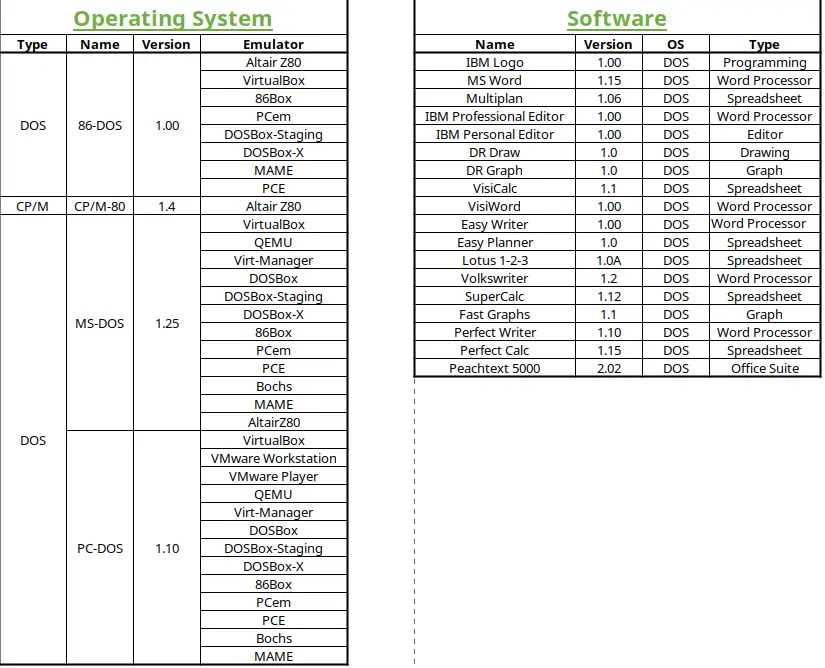 Operating System
Type Name Version Emulator
DOS 86-DOS 1.00
Altair Z80
VirtualBox
86Box
PCem
DOSBox-Staging
DOSBox-X
MAME
PCE
CP/M CP/M-80 1.4 Altair Z80
DOS
MS-DOS 1.25
VirtualBox
QEMU
Virt-Manager
DOSBox
DOSBox-Staging
DOSBox-X
86Box
PCem
PCE
Bochs
MAME
AltairZ80
PC-DOS 1.10
VirtualBox
VMware Workstation
VMware Player
QEMU
Virt-Manager
DOSBox
DOSBox-Staging
DOSBox-X
86Box
PCem
PCE
Bochs
MAME
Software
Name Version OS Type
IBM Logo 1.00 DOS Programming
MS Word 1.15 DOS Word Processor
Multiplan 1.06 DOS Spreadsheet
IBM Professional Editor 1.00 DOS Word Processor
IBM Personal Editor 1.00 DOS Editor
DR Draw 1.0 DOS Drawing
DR Graph 1.0 DOS Graph
VisiCalc 1.1 DOS Spreadsheet
VisiWord 1.00 DOS Word Processor
Easy Writer 1.00 DOS Word Processor
Easy Planner 1.0 DOS Spreadsheet
Lotus 1-2-3 1.0A DOS Spreadsheet
Volkswriter 1.2 DOS Word Processor
SuperCalc 1.12 DOS Spreadsheet
Fast Graphs 1.1 DOS Graph
Perfect Writer 1.10 DOS Word Processor
Perfect Calc 1.15 DOS Spreadsheet
Peachtext 5000 2.02 DOS Office Suite